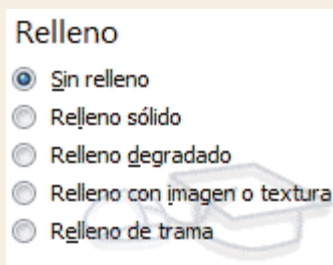 Relleno
Sin relleno
Relleno sólido
Relleno degradado
Relleno con imagen o textura
Relleno de trama